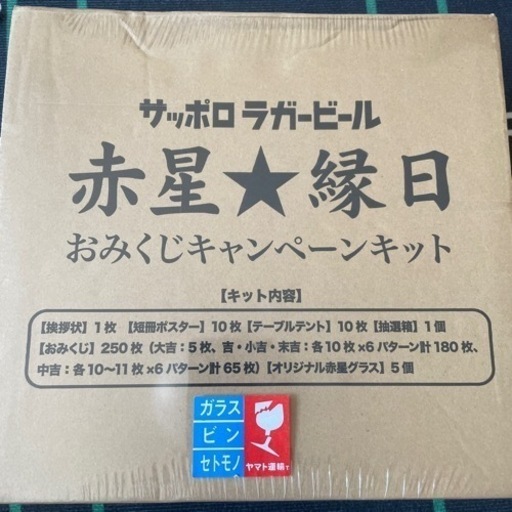 サッポロ ラガービール
赤星★縁日
おみくじキャンペーンキット
【キット内容】
【挨拶状】1枚 【短冊ポスター】10枚【テーブルテント】10枚【抽選箱】1個
【おみくじ】250枚（大吉：5枚、吉・小吉・末吉：各10枚×6パターン計180枚、
中吉：各10〜11枚×6パターン計65枚）【オリジナル赤星グラス】5個
ガラス
ビン
セトモノ
ヤマト運輸